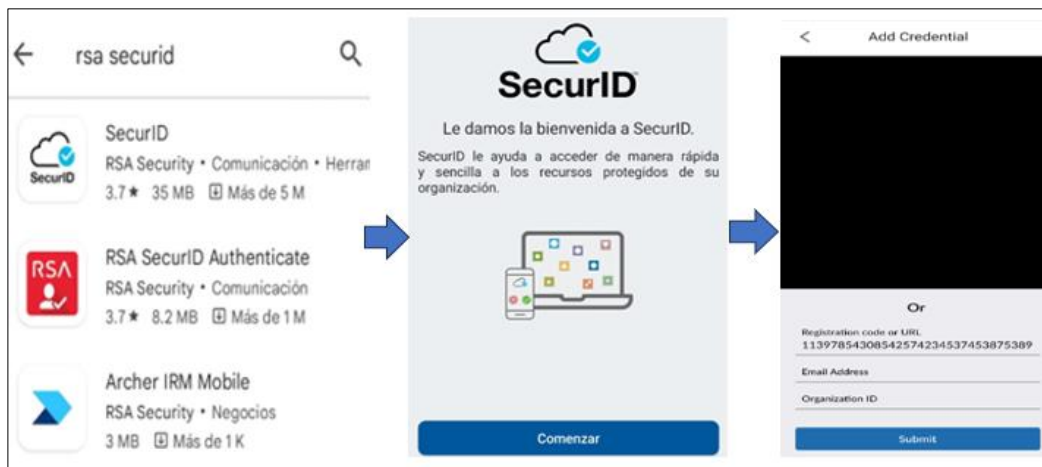 rsa securid
SecurID
RSA Security • Comunicación • Herrar
3.7★ 35 MB Más de 5 M
SecurID
RSA SecurID Authenticate
RSA Security • Comunicación
3.7★ 8.2 MB Más de 1 M
RSA
Archer IRM Mobile
RSA Security • Negocios
3 MB Más de 1 K
SecurID
Le damos la bienvenida a SecurID.
SecurID le ayuda a acceder de manera rápida
y sencilla a los recursos protegidos de su
organización.
Comenzar
Add Credential
Or
Registration code or URL
11397854308542574234537453875389
Email Address
Organization ID
Submit